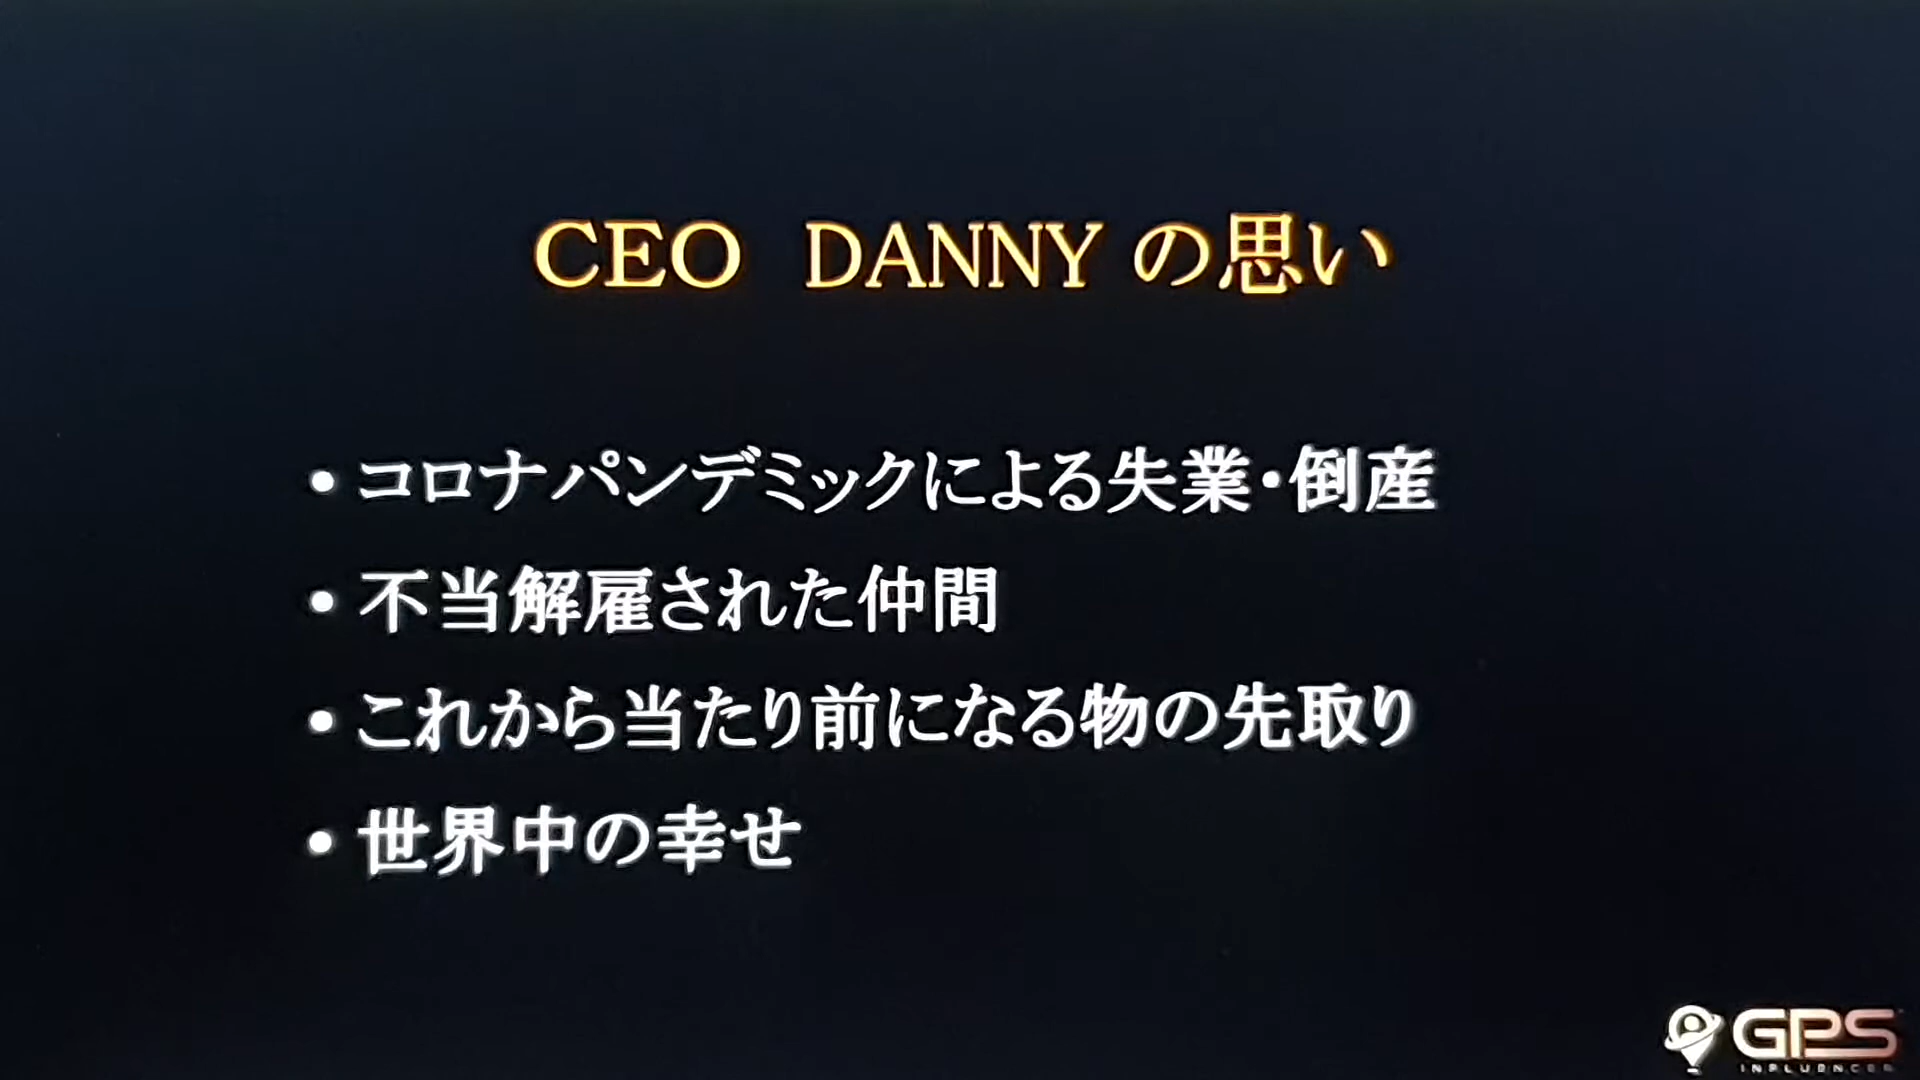 CEO DANNY の思い
• コロナパンデミックによる失業・倒産
• 不当解雇された仲間
• これから当たり前になる物の先取り
• 世界中の幸せ
GPS
INFLUENCER